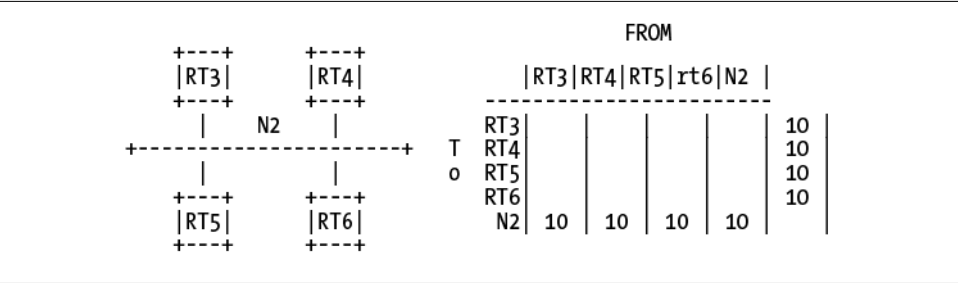 FROM
+---+ +---+
|RT3| |RT4| |RT3|RT4|RT5|rt6|N2 |
+---+ +---+ ------------------------
| N2 | RT3| | | | | 10 |
+----------------------+ T RT4| | | | | 10 |
| | o RT5| | | | | 10 |
+---+ +---+ RT6| | | | | 10 |
|RT5| |RT6| N2| 10 | 10 | 10 | 10 | |
+---+ +---+